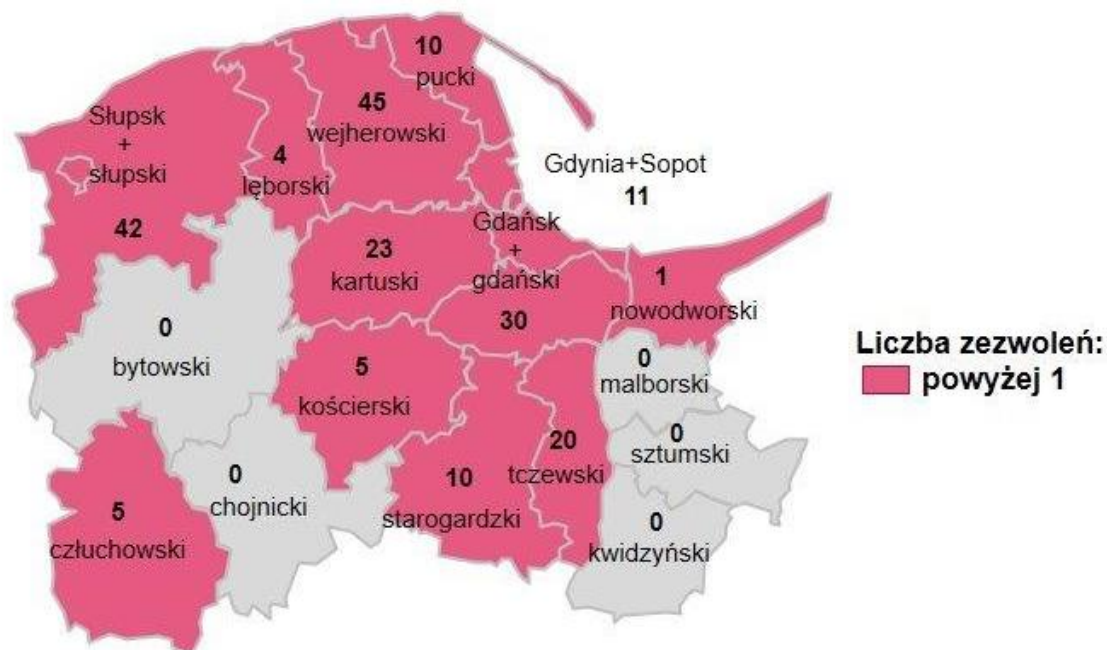 10
pucki
45
wejherowski
Słupsk
+
słupski
42
4
lęborski
Gdynia+Sopot
11
Gdańsk
+
gdański
30
23
kartuski
1
nowodworski
0
bytowski
5
kościerski
0
malborski
Liczba zezwoleń:
powyżej 1
0
sztumski
20
tczewski
10
starogardzki
0
chojnicki
5
człuchowski
0
kwidzyński